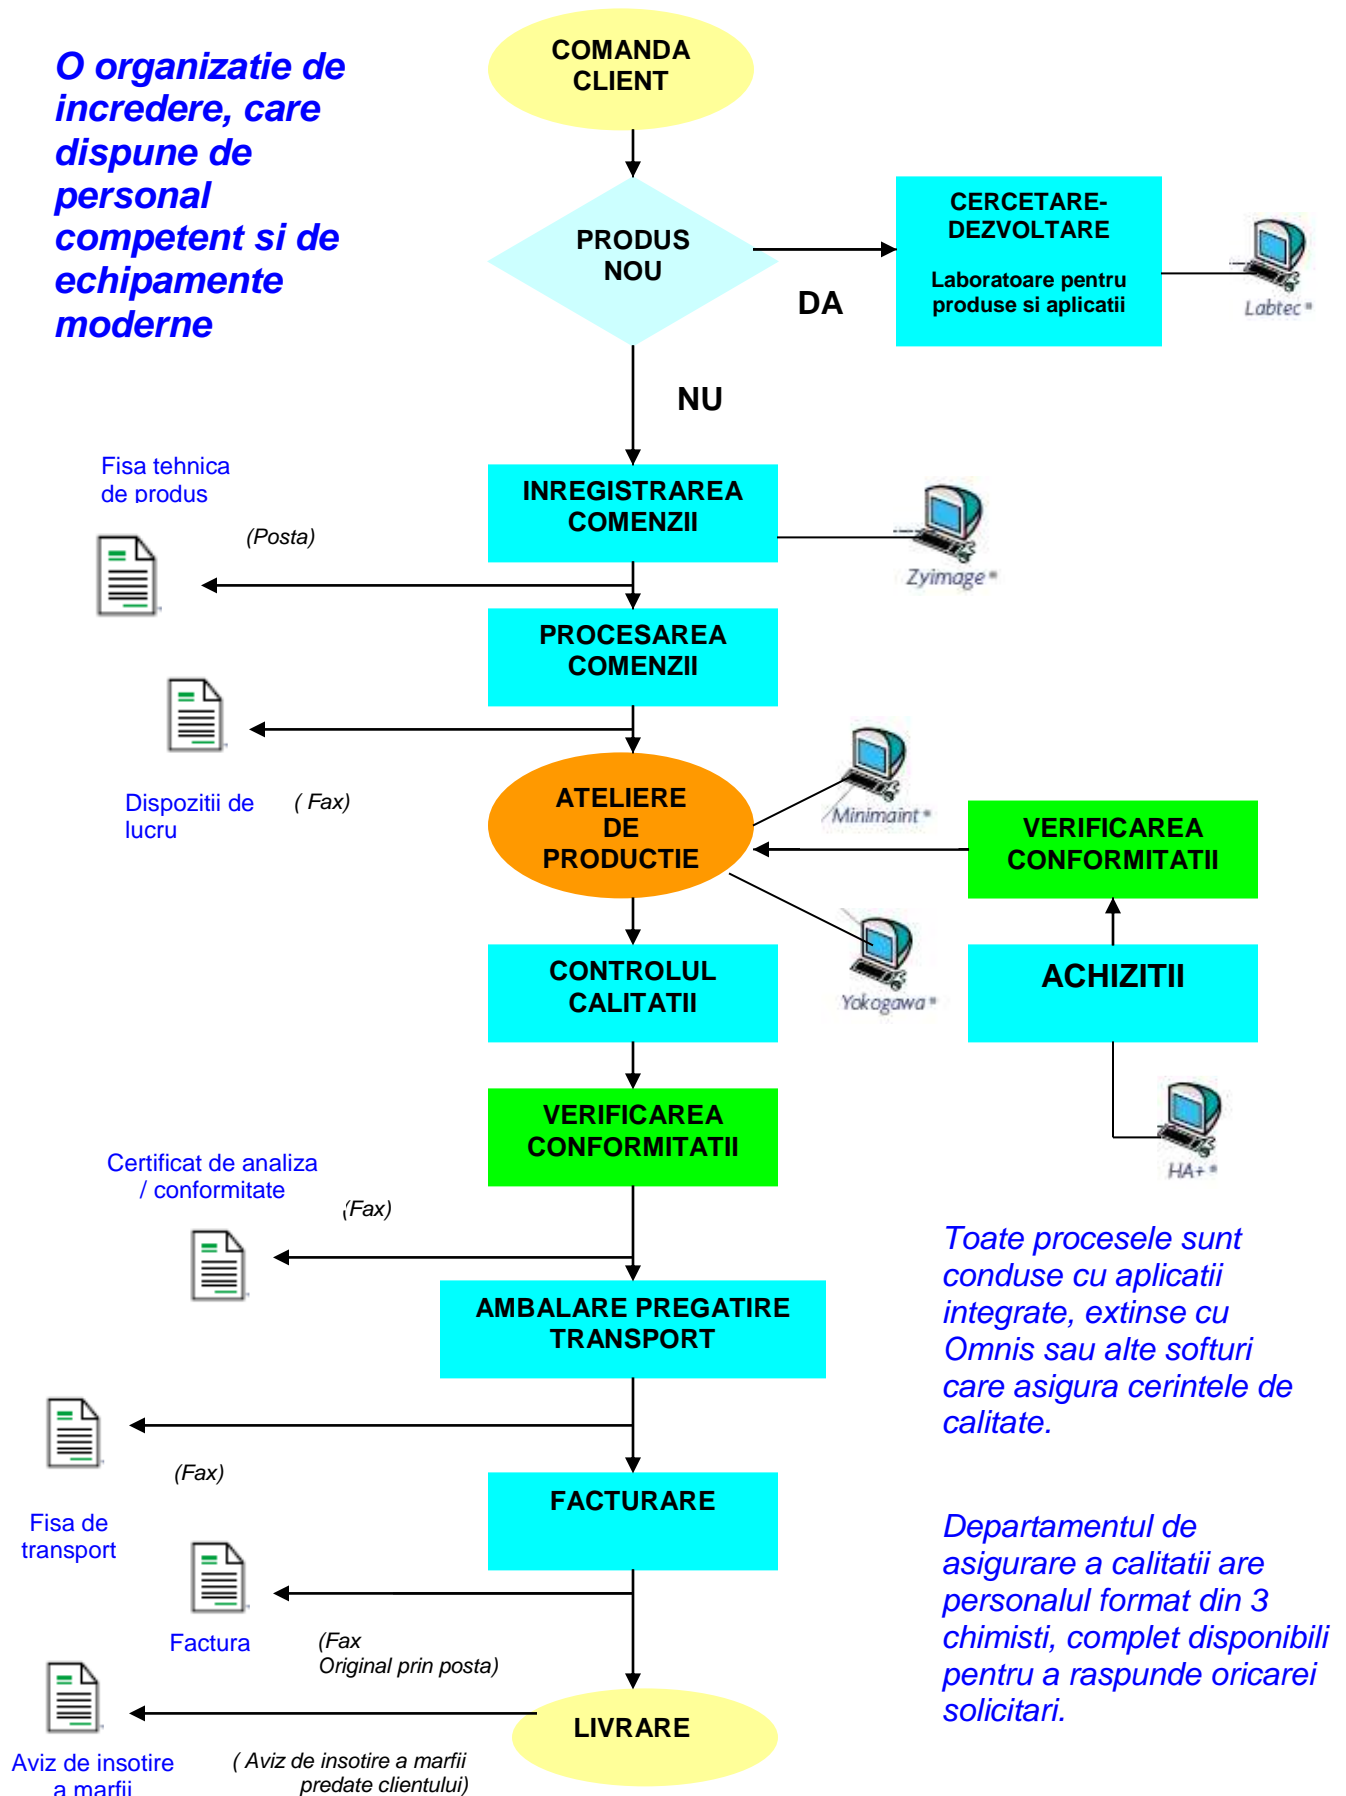 O organizatie de
incredere, care
dispune de
personal
competent si de
echipamente
moderne
COMANDA
CLIENT
PRODUS
NOU
DA
CERCETARE-
DEZVOLTARE
Laboratoare pentru
produse si aplicatii
Labtec®
NU
Fisa tehnica
de produs
(Posta)
INREGISTRAREA
COMENZII
Zyimage®
PROCESAREA
COMENZII
Dispozitii de
lucru
( Fax)
ATELIERE
DE
PRODUCTIE
Minimaint®
VERIFICAREA
CONFORMITATII
CONTROLUL
CALITATII
Yokogawa®
ACHIZITII
HA+®
VERIFICAREA
CONFORMITATII
Certificat de analiza
/ conformitate
(Fax)
AMBALARE PREGATIRE
TRANSPORT
Toate procesele sunt
conduse cu aplicatii
integrate, extinse cu
Omnis sau alte softuri
care asigura cerintele de
calitate.
(Fax)
Fisa de
transport
FACTURARE
Departamentul de
asigurare a calitatii are
personalul format din 3
chimisti, complet disponibili
pentru a raspunde oricarei
solicitari.
Factura
(Fax
Original prin posta)
LIVRARE
Aviz de insotire
a marfii
( Aviz de insotire a marfii
predate clientului)